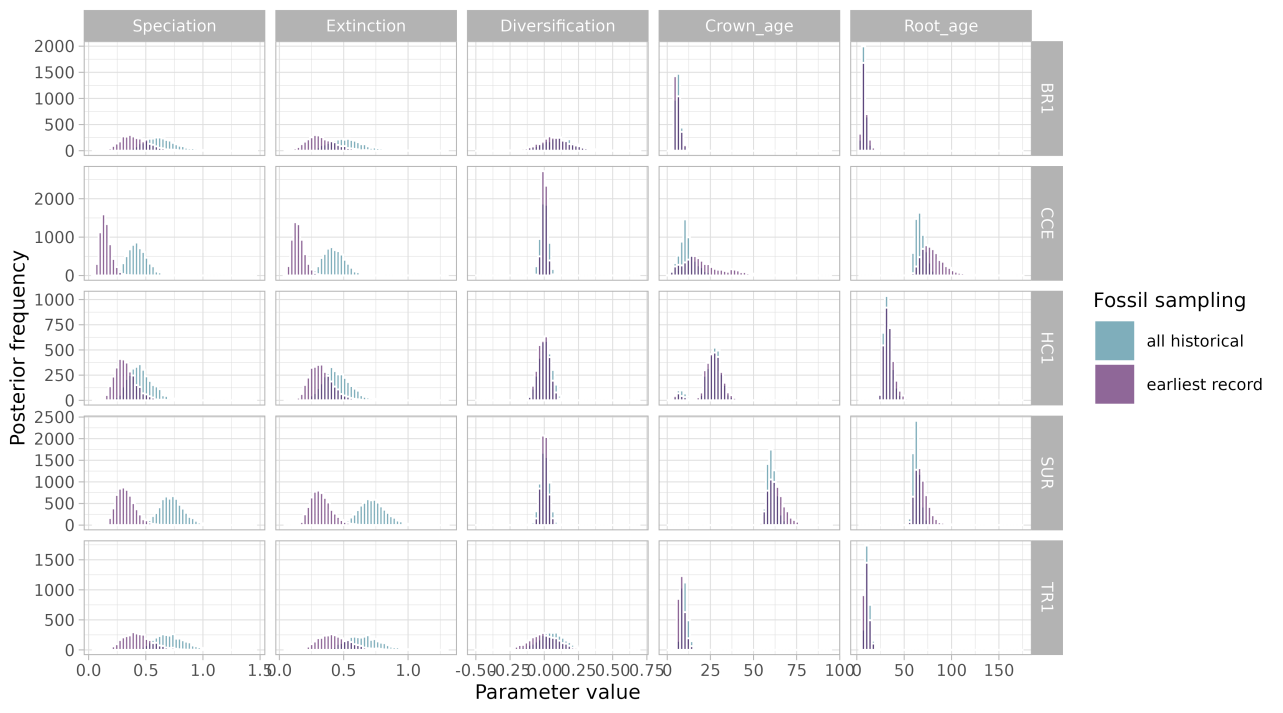 Speciation Extinction Diversification Crown_age Root_age
2000
1500
1000
500
0
BR1
2000
1000
0
CCE
1000
750
500
250
0
HC1
2500
2000
1500
1000
500
0
SUR
1500
1000
500
0
TR1
Posterior frequency
0.0 0.5 1.0 1.5 0.0 0.5 1.0 -0.50 -0.25 0.00 0.25 0.50 0.75 0 25 50 75 100 0 50 100 150
Parameter value
Fossil sampling
all historical
earliest record